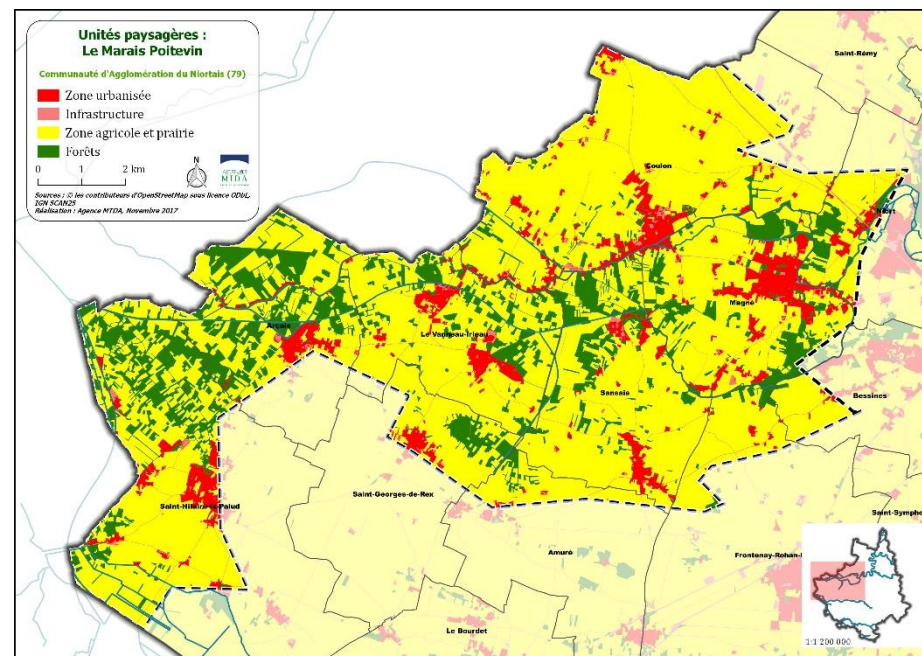 Unités paysagères :
Le Marais Poitevin
Communauté d'Agglomération du Niortais (79)
Zone urbanisée
Infrastructure
Zone agricole et prairie
Forêts
0 1 2 km
N
MTDA
Sources : © les contributeurs d'OpenStreetMap sous licence ODbL,
IGN SCAN25
Réalisation : Agence MTDA, Novembre 2017
Saint-Rémy
Coulon
Niort
Magné
Arçais
Le Vanneau-Irleau
Sansais
Bessines
Saint-Georges-de-Rex
Saint-Hilaire-la-Palud
Saint-Symphe
Amuré
Frontenay-Rohan-
Le Bourdet
1:1 200 000